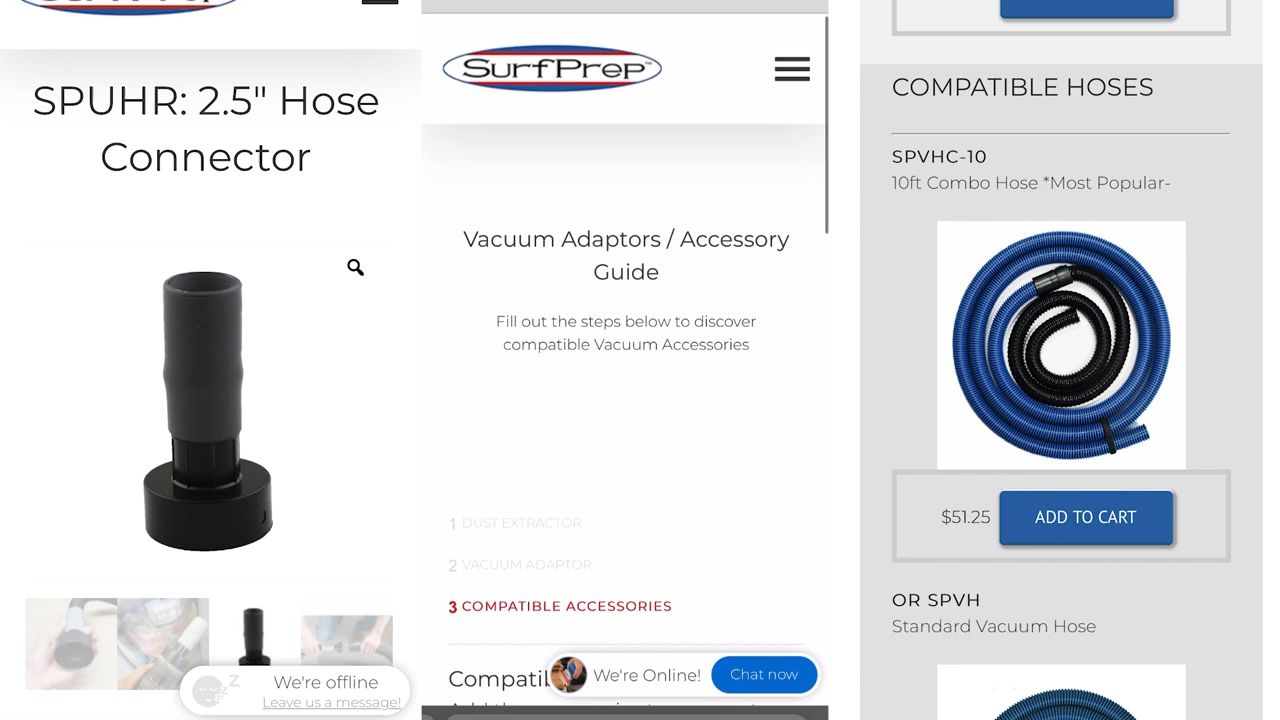 SPUHR: 2.5" Hose
Connector
We're offline
Leave us a message!
SurfPrep™
Vacuum Adaptors / Accessory
Guide
Fill out the steps below to discover
compatible Vacuum Accessories
1 DUST EXTRACTOR
2 VACUUM ADAPTOR
3 COMPATIBLE ACCESSORIES
We're Online!
Chat now
COMPATIBLE HOSES
SPVHC-10
10ft Combo Hose *Most Popular-
$51.25
ADD TO CART
OR SPVH
Standard Vacuum Hose